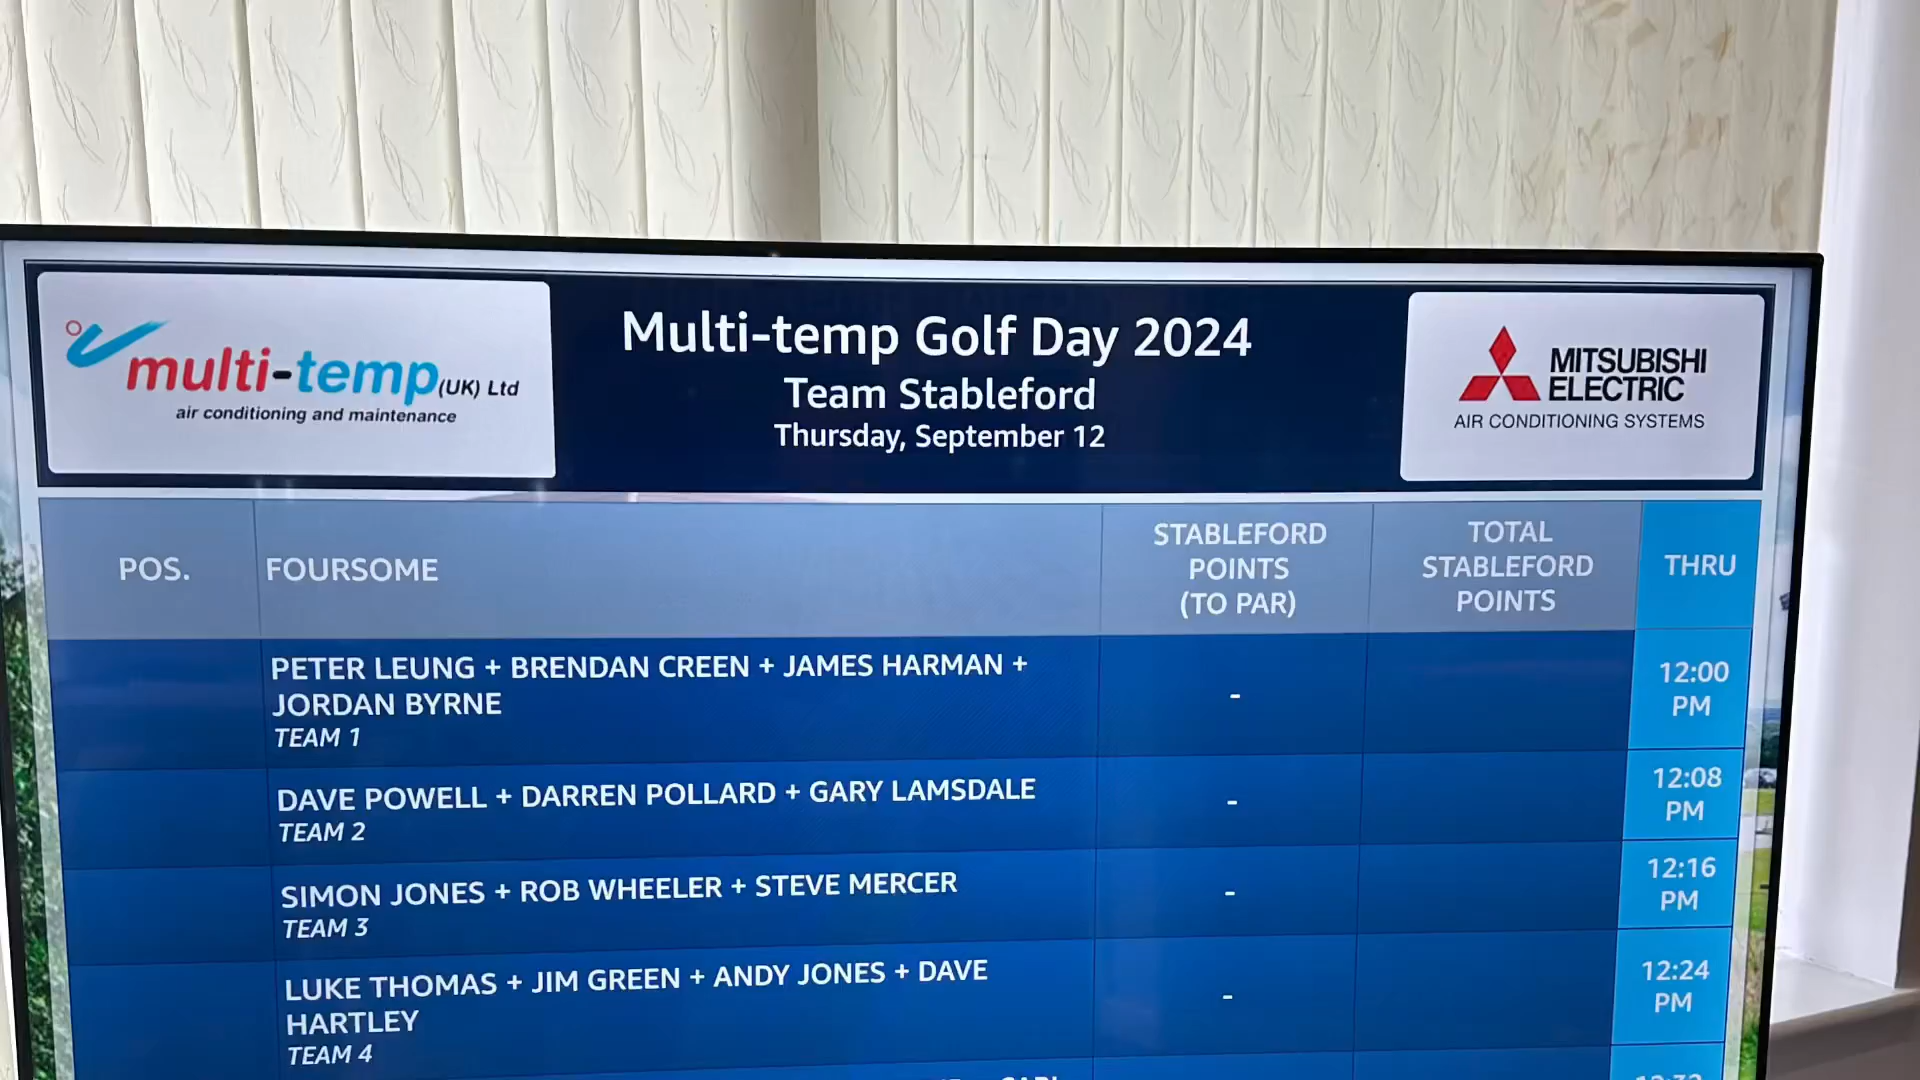 multi-temp (UK) Ltd
air conditioning and maintenance
Multi-temp Golf Day 2024
Team Stableford
Thursday, September 12
MITSUBISHI
ELECTRIC
AIR CONDITIONING SYSTEMS
POS.
FOURSOME
STABLEFORD
POINTS
(TO PAR)
TOTAL
STABLEFORD
POINTS
THRU
PETER LEUNG + BRENDAN CREEN + JAMES HARMAN +
JORDAN BYRNE
TEAM 1
-
12:00
PM
DAVE POWELL + DARREN POLLARD + GARY LAMSDALE
TEAM 2
-
12:08
PM
SIMON JONES + ROB WHEELER + STEVE MERCER
TEAM 3
-
12:16
PM
LUKE THOMAS + JIM GREEN + ANDY JONES + DAVE
HARTLEY
TEAM 4
-
12:24
PM